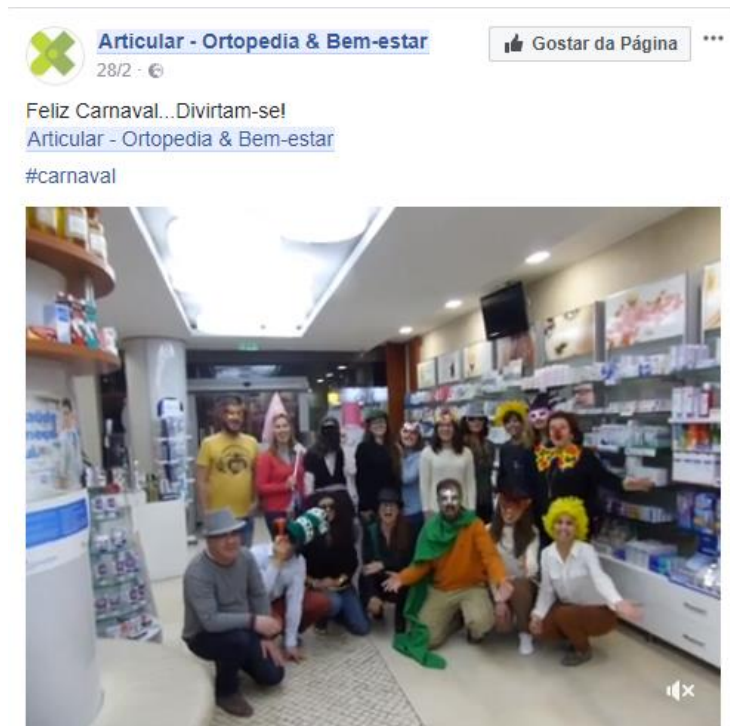 Articular - Ortopedia & Bem-estar
Gostar da Página
28/2
Feliz Carnaval...Divirtam-se!
Articular - Ortopedia & Bem-estar
#carnaval